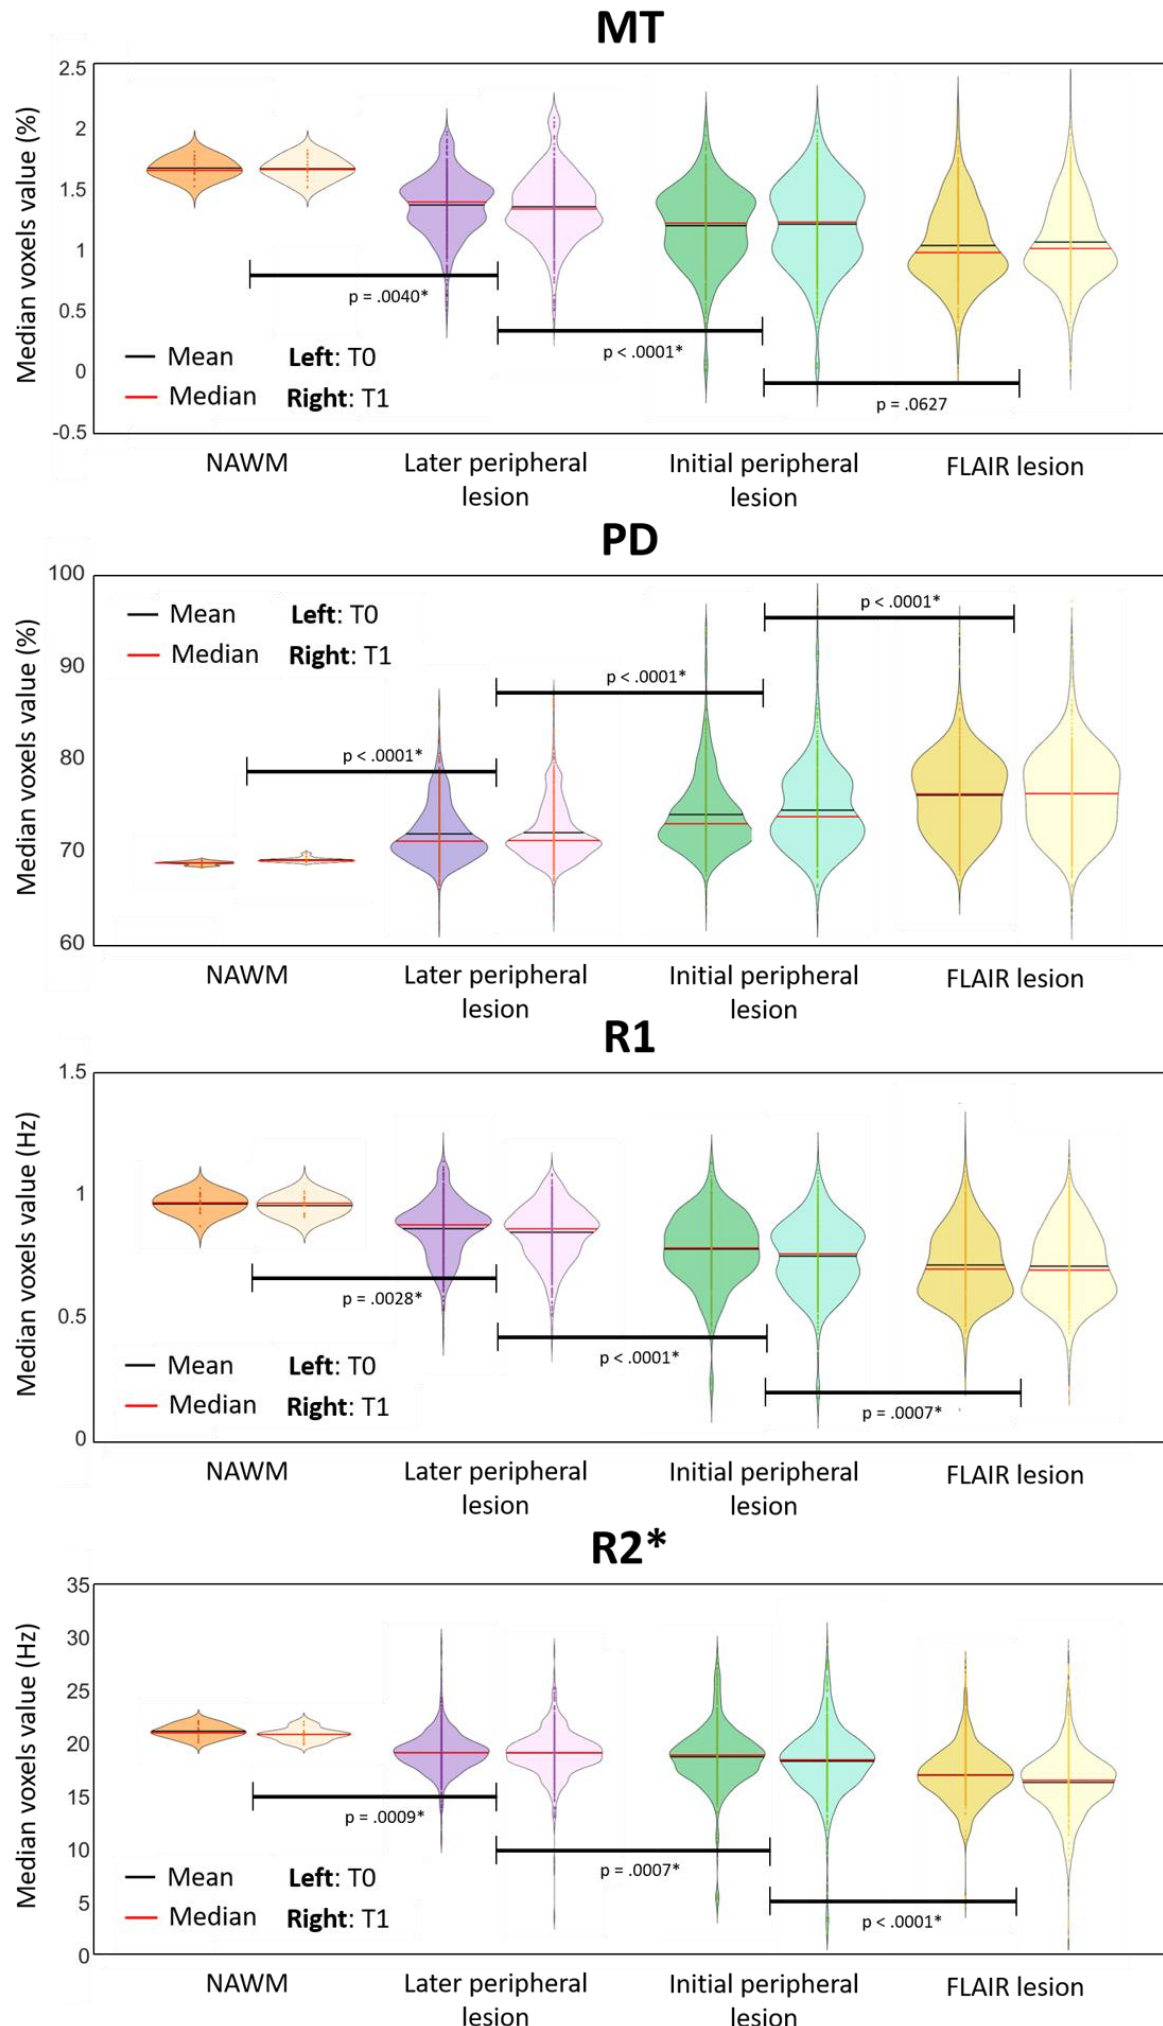 MT
Median voxels value (%)
2.5
2
1.5
1
0.5
0
-0.5
p = .0040*
p < .0001*
p = .0627
Mean Left: T0
Median Right: T1
NAWM Later peripheral lesion Initial peripheral lesion FLAIR lesion
PD
Median voxels value (%)
100
90
80
70
60
Mean Left: T0
Median Right: T1
p < .0001*
p < .0001*
p < .0001*
NAWM Later peripheral lesion Initial peripheral lesion FLAIR lesion
R1
Median voxels value (Hz)
1.5
1
0.5
0
p = .0028*
p < .0001*
p = .0007*
Mean Left: T0
Median Right: T1
NAWM Later peripheral lesion Initial peripheral lesion FLAIR lesion
R2*
Median voxels value (Hz)
35
30
25
20
15
10
5
0
p = .0009*
p = .0007*
p < .0001*
Mean Left: T0
Median Right: T1
NAWM Later peripheral lesion Initial peripheral lesion FLAIR lesion